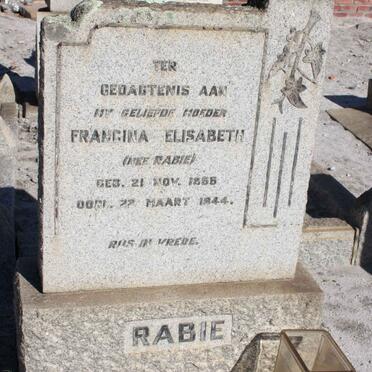 TER
GEDAGTENIS AAN
MY GELIEFDE MOEDER
FRANCINA ELISABETH
(NEE RABIE)
GEB. 21 NOV. 1865
OORL. 22 MAART 1944.
RUS IN VREDE.
RABIE